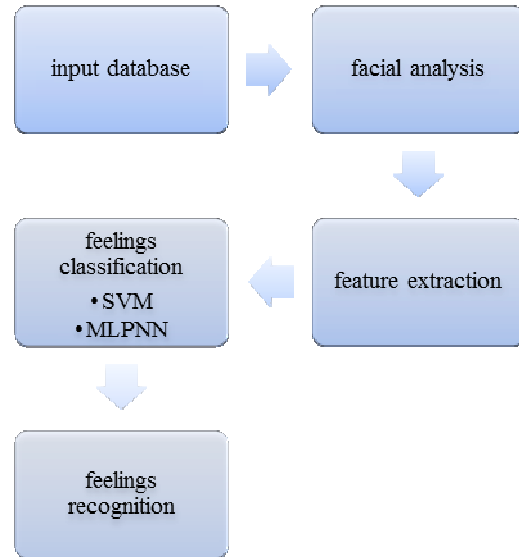 input database
facial analysis
feature extraction
feelings
classification
•SVM
•MLPNN
feelings
recognition